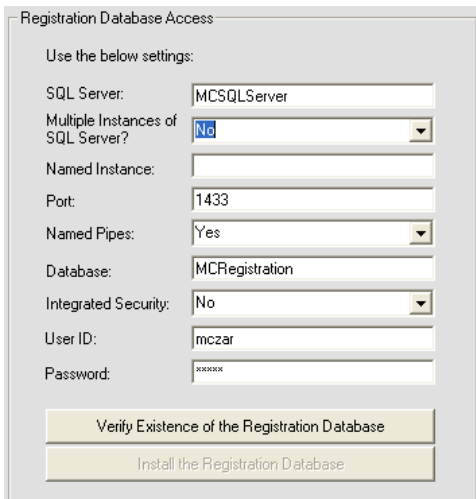 Registration Database Access
Use the below settings:
SQL Server: MCSQLServer
Multiple Instances of
SQL Server? No
Named Instance:
Port: 1433
Named Pipes: Yes
Database: MCRegistration
Integrated Security: No
User ID: mczar
Password: xxxxx
Verify Existence of the Registration Database
Install the Registration Database